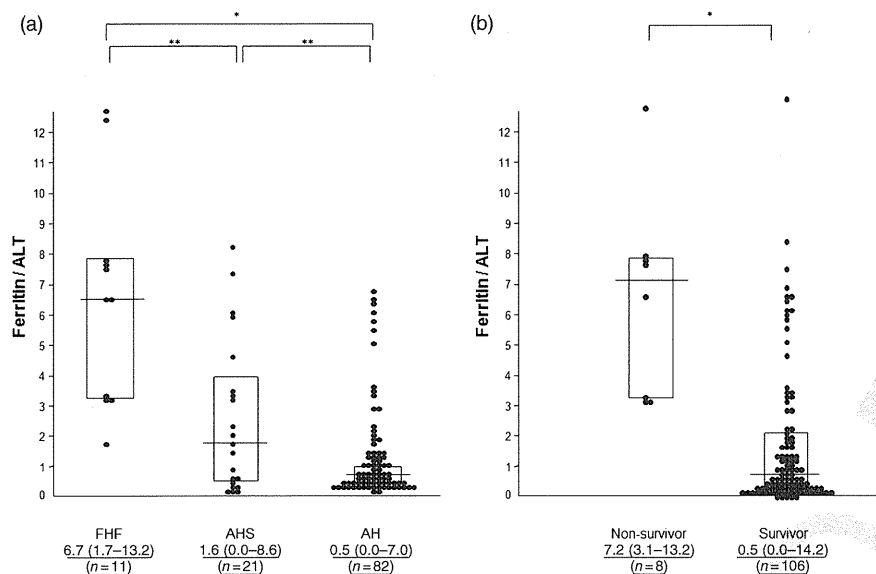 (a)
*
**
**
Ferritin / ALT
12
11
10
9
8
7
6
5
4
3
2
1
0
FHF
6.7 (1.7–13.2)
(n=11)
AHS
1.6 (0.0–8.6)
(n=21)
AH
0.5 (0.0–7.0)
(n=82)
(b)
*
Ferritin / ALT
12
11
10
9
8
7
6
5
4
3
2
1
0
Non-survivor
7.2 (3.1–13.2)
(n=8)
Survivor
0.5 (0.0–14.2)
(n=106)